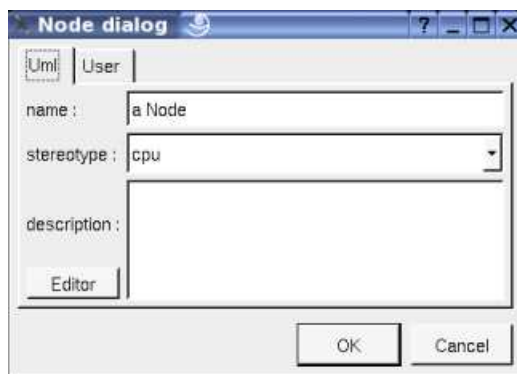 Node dialog
Uml User
name : a Node
stereotype : cpu
description :
Editor
OK Cancel